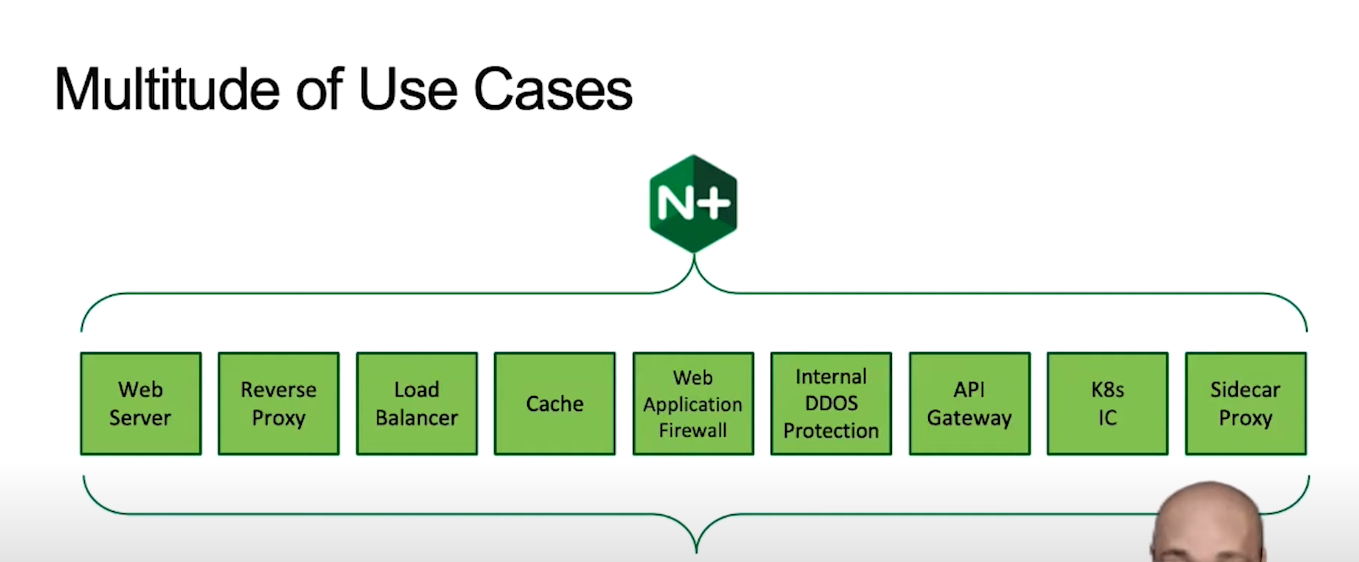 Multitude of Use Cases
N+
Web
Server
Reverse
Proxy
Load
Balancer
Cache
Web
Application
Firewall
Internal
DDOS
Protection
API
Gateway
K8s
IC
Sidecar
Proxy